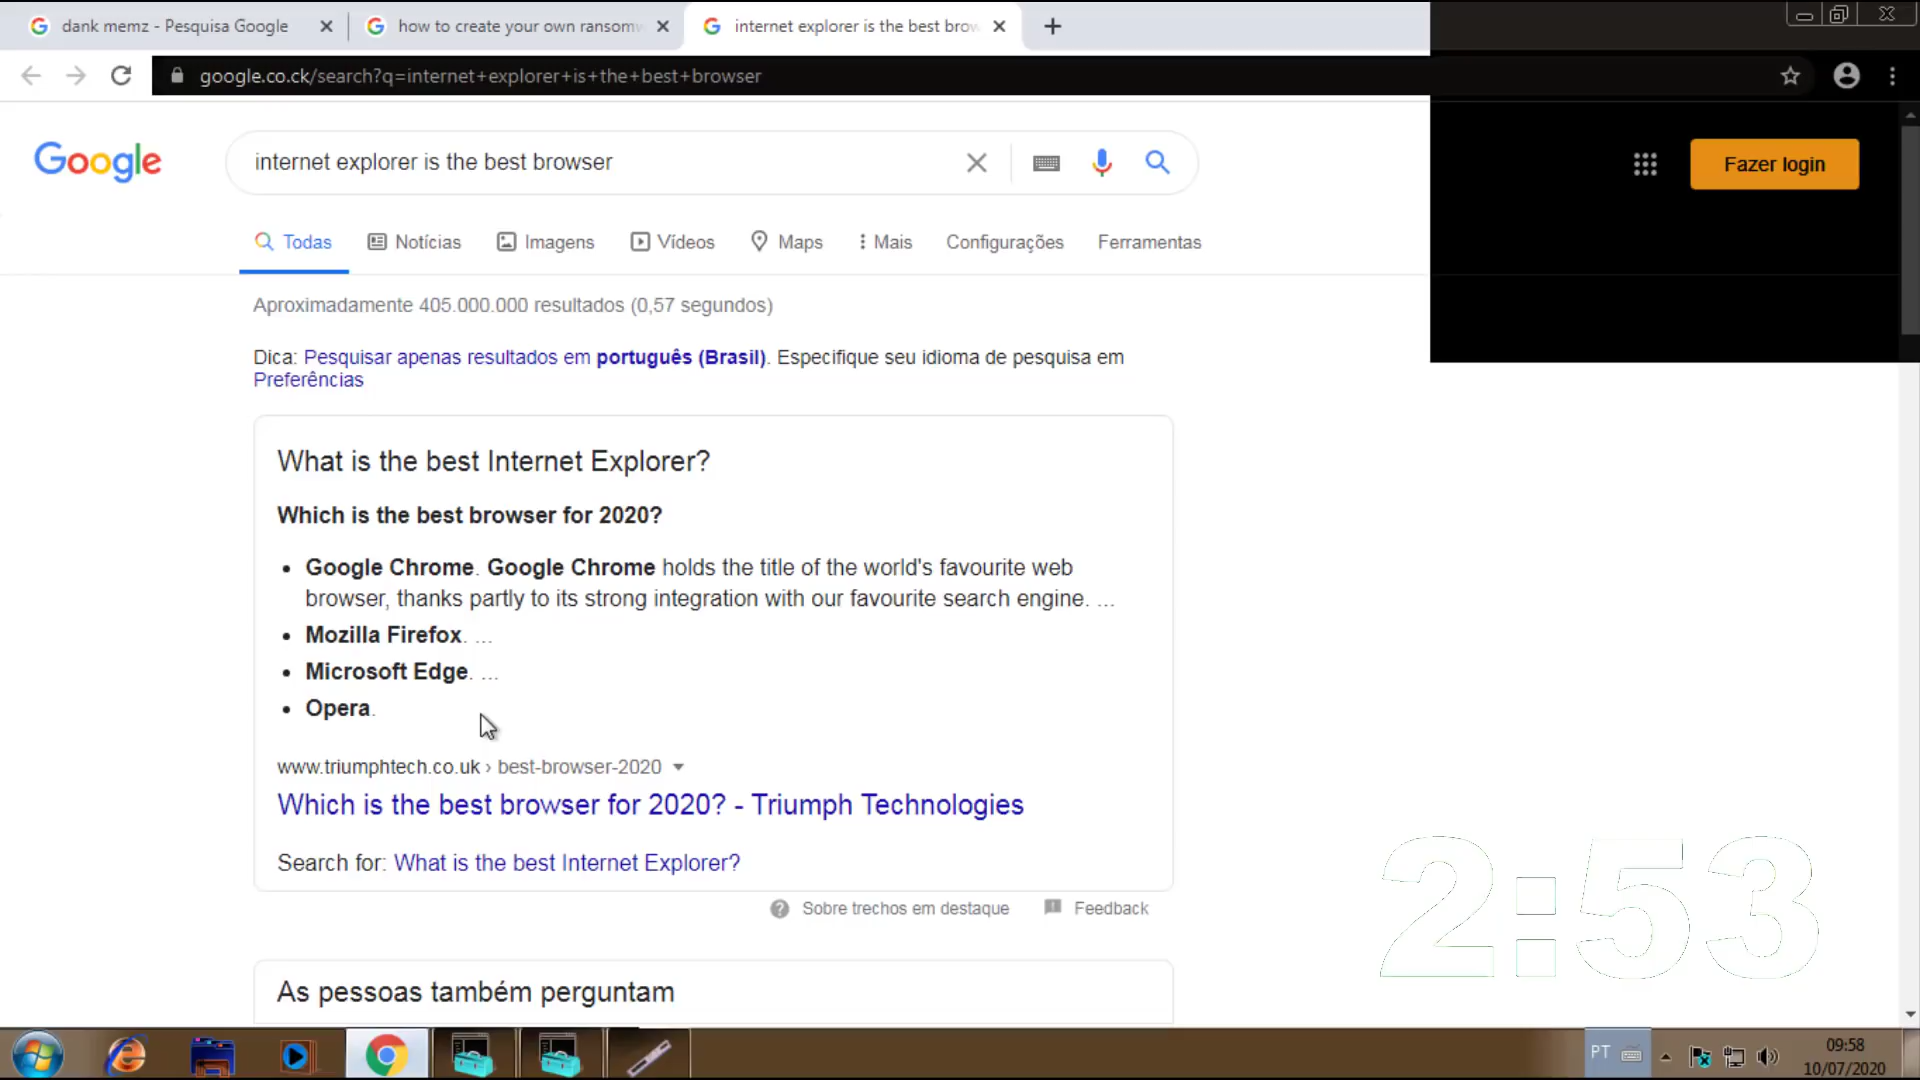 dank memz - Pesquisa Google
how to create your own ransomw
internet explorer is the best brow
google.co.ck/search?q=internet+explorer+is+the+best+browser
Google
internet explorer is the best browser
Fazer login
Todas
Notícias
Imagens
Vídeos
Maps
Mais
Configurações
Ferramentas
Aproximadamente 405.000.000 resultados (0,57 segundos)
Dica: Pesquisar apenas resultados em português (Brasil). Especifique seu idioma de pesquisa em
Preferências
What is the best Internet Explorer?
Which is the best browser for 2020?
Google Chrome. Google Chrome holds the title of the world's favourite web
browser, thanks partly to its strong integration with our favourite search engine. ...
Mozilla Firefox. ...
Microsoft Edge. ...
Opera.
www.triumphtech.co.uk › best-browser-2020
Which is the best browser for 2020? - Triumph Technologies
Search for: What is the best Internet Explorer?
Sobre trechos em destaque
Feedback
2:53
As pessoas também perguntam
PT
09:58
10/07/2020